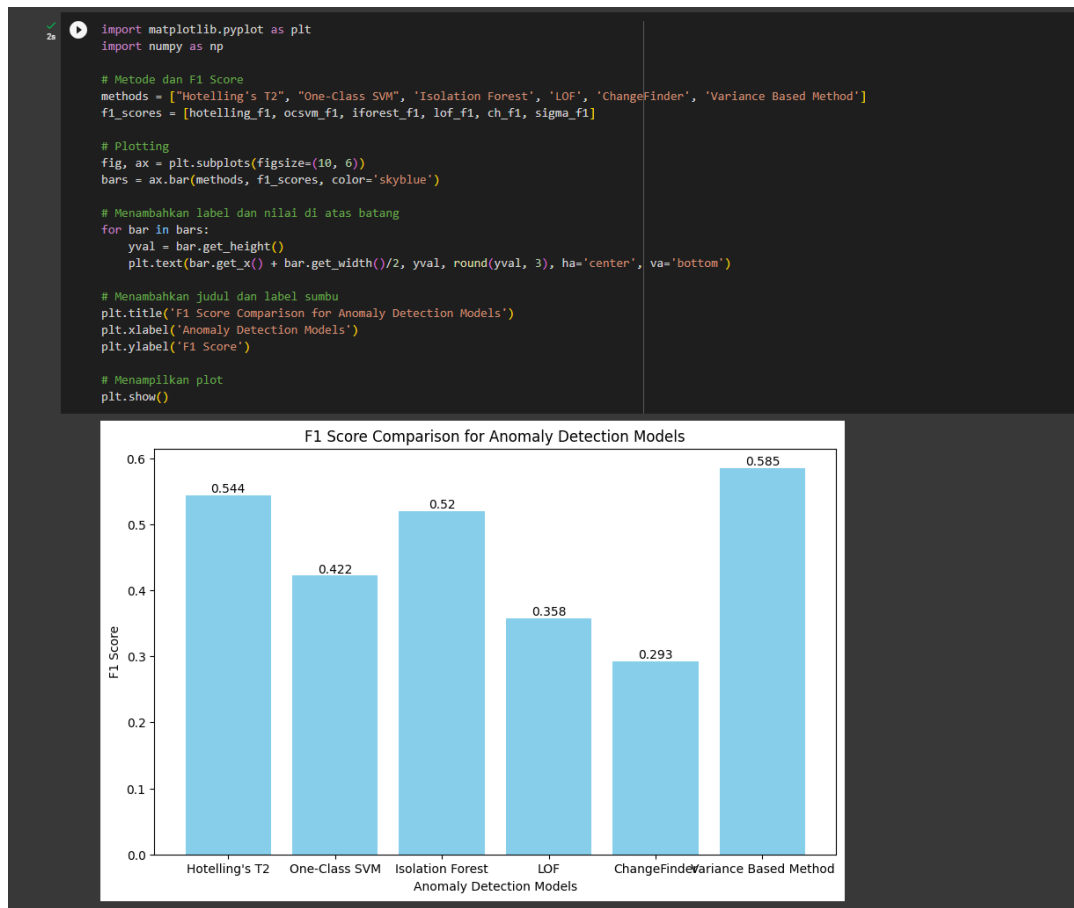 2s
import matplotlib.pyplot as plt
import numpy as np
# Metode dan F1 Score
methods = ["Hotelling's T2", "One-Class SVM", 'Isolation Forest', 'LOF', 'ChangeFinder', 'Variance Based Method']
f1_scores = [hotelling_f1, ocsvm_f1, iforest_f1, lof_f1, ch_f1, sigma_f1]
# Plotting
fig, ax = plt.subplots(figsize=(10, 6))
bars = ax.bar(methods, f1_scores, color='skyblue')
# Menambahkan label dan nilai di atas batang
for bar in bars:
    yval = bar.get_height()
    plt.text(bar.get_x() + bar.get_width()/2, yval, round(yval, 3), ha='center', va='bottom')
# Menambahkan judul dan label sumbu
plt.title('F1 Score Comparison for Anomaly Detection Models')
plt.xlabel('Anomaly Detection Models')
plt.ylabel('F1 Score')
# Menampilkan plot
plt.show()
F1 Score Comparison for Anomaly Detection Models
0.6
0.5
0.4
0.3
0.2
0.1
0.0
F1 Score
0.544
0.422
0.52
0.358
0.293
0.585
Hotelling's T2
One-Class SVM
Isolation Forest
LOF
ChangeFinder
Variance Based Method
Anomaly Detection Models